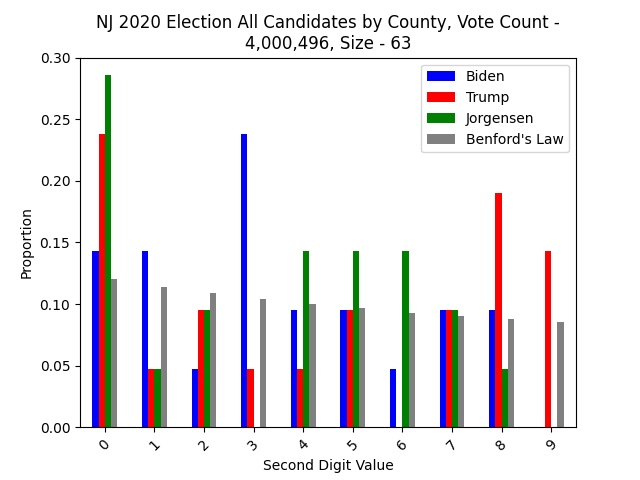 NJ 2020 Election All Candidates by County, Vote Count -
4,000,496, Size - 63
Biden
Trump
Jorgensen
Benford's Law
0.30
0.25
0.20
0.15
0.10
0.05
0.00
Proportion
0 1 2 3 4 5 6 7 8 9
Second Digit Value